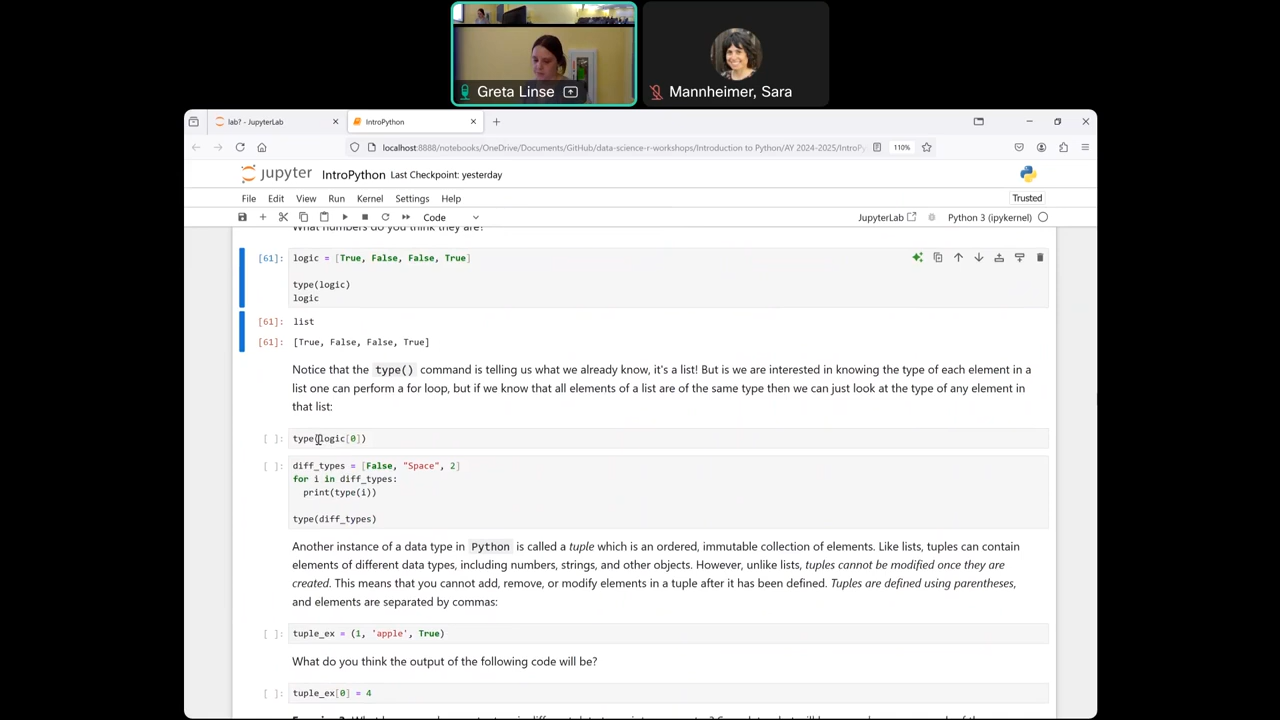 Greta Linse
Mannheimer, Sara
lab? - JupyterLab
IntroPython
localhost:8888/notebooks/OneDrive/Documents/GitHub/data-science-r-workshops/Introduction to Python/AY 2024-2025/IntroPy
110%
jupyter IntroPython Last Checkpoint: yesterday
File Edit View Run Kernel Settings Help
Trusted
Code
JupyterLab
Python 3 (ipykernel)
What numbers do you think they are?
[61]: logic = [True, False, False, True]
type(logic)
logic
[61]: list
[61]: [True, False, False, True]
Notice that the type() command is telling us what we already know, it's a list! But is we are interested in knowing the type of each element in a
list one can perform a for loop, but if we know that all elements of a list are of the same type then we can just look at the type of any element in
that list:
[ ]: type(logic[0])
[ ]: diff_types = [False, "Space", 2]
for i in diff_types:
print(type(i))
type(diff_types)
Another instance of a data type in Python is called a tuple which is an ordered, immutable collection of elements. Like lists, tuples can contain
elements of different data types, including numbers, strings, and other objects. However, unlike lists, tuples cannot be modified once they are
created. This means that you cannot add, remove, or modify elements in a tuple after it has been defined. Tuples are defined using parentheses,
and elements are separated by commas:
[ ]: tuple_ex = (1, 'apple', True)
What do you think the output of the following code will be?
[ ]: tuple_ex[0] = 4